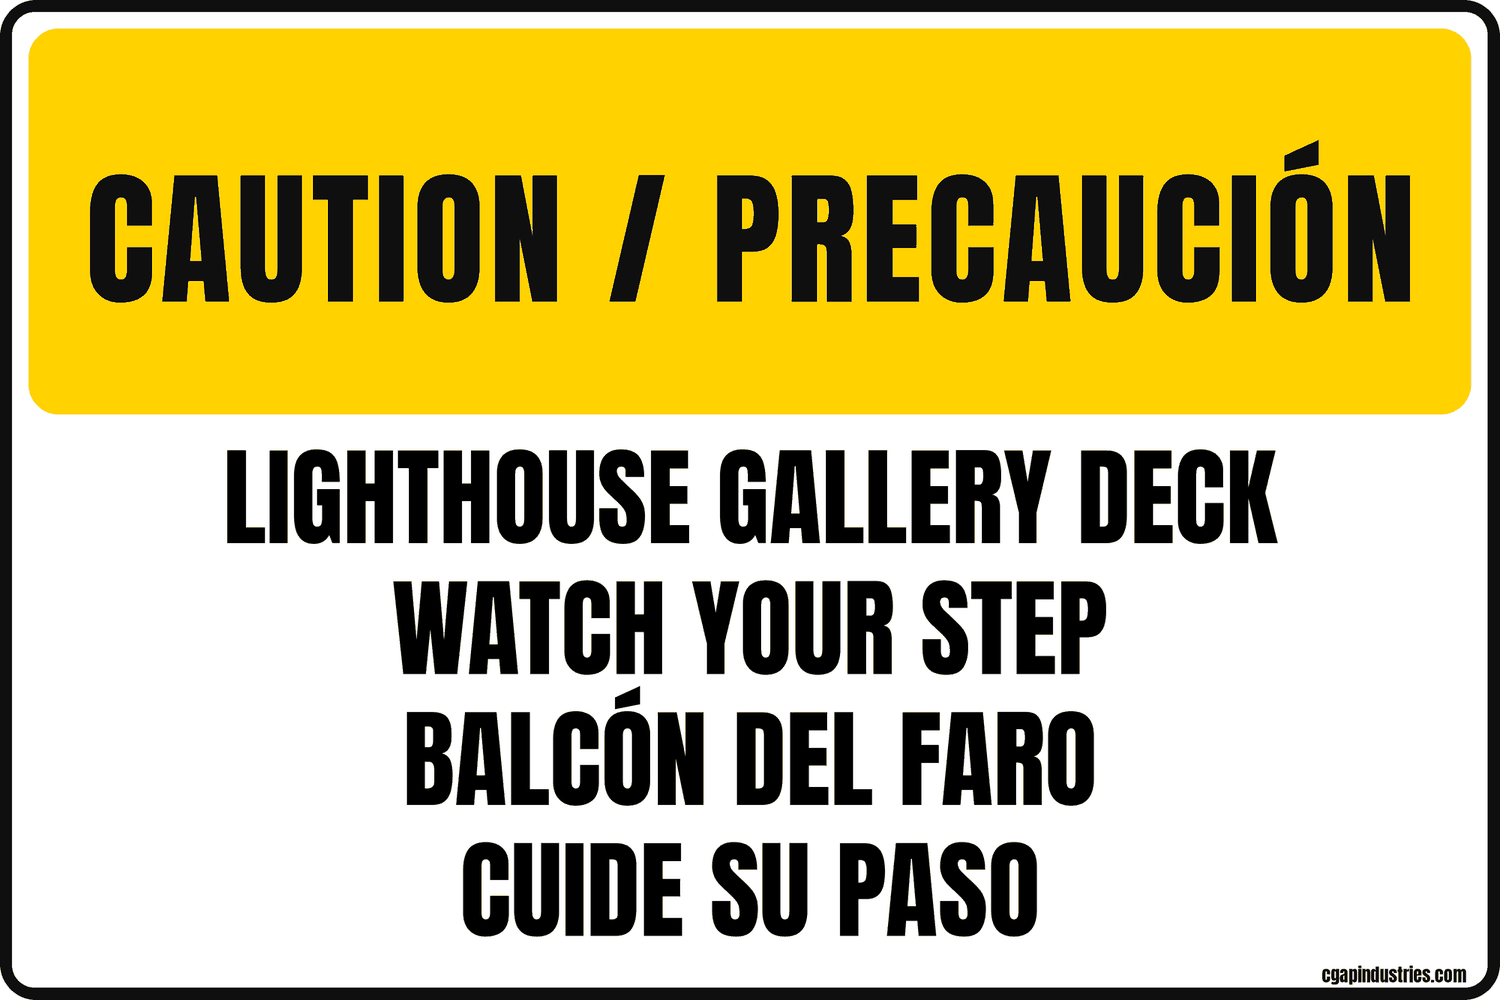 CAUTION / PRECAUCIÓN
LIGHTHOUSE GALLERY DECK
WATCH YOUR STEP
BALCÓN DEL FARO
CUIDE SU PASO
cgapindustries.com